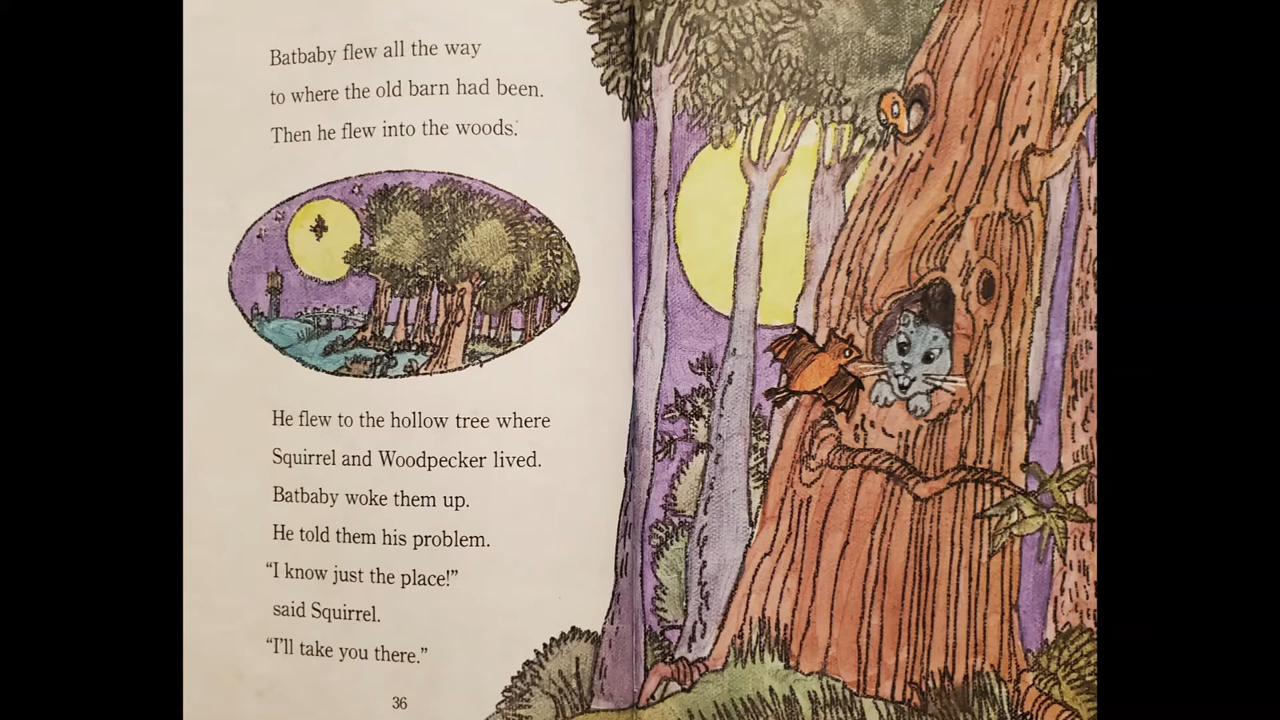 Batbaby flew all the way
to where the old barn had been.
Then he flew into the woods.
He flew to the hollow tree where
Squirrel and Woodpecker lived.
Batbaby woke them up.
He told them his problem.
“I know just the place!”
said Squirrel.
“I’ll take you there.”
36